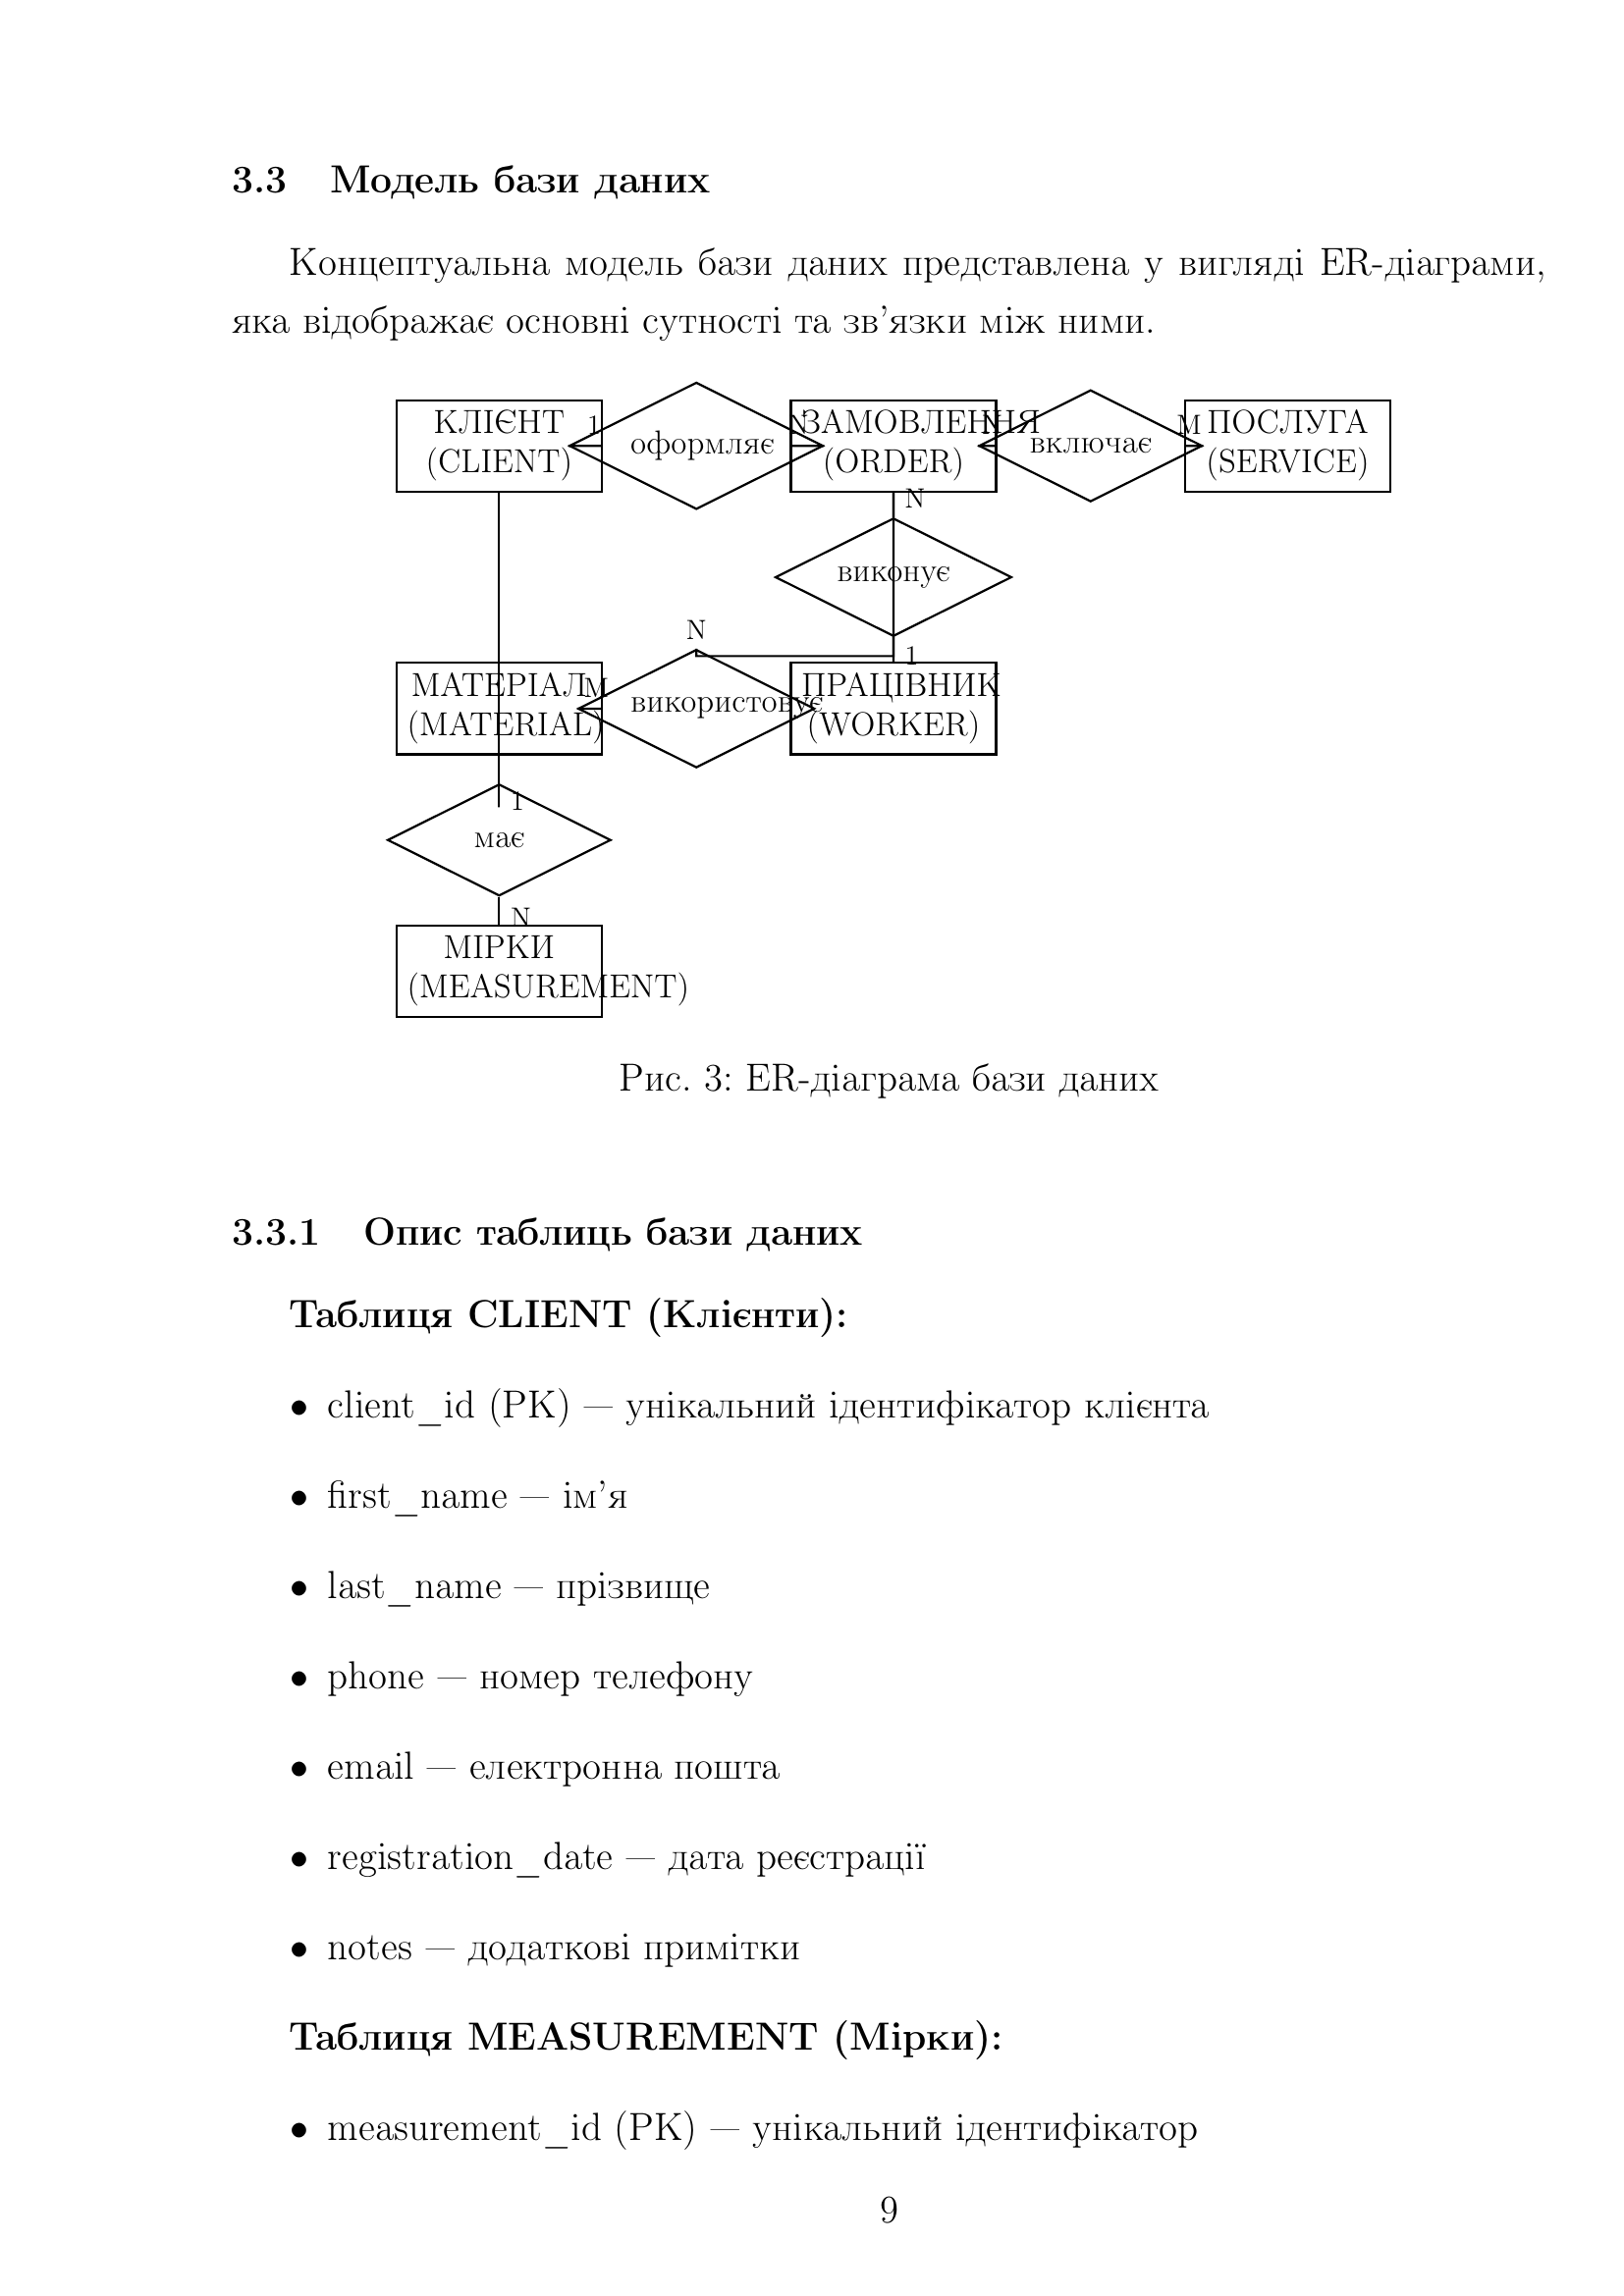 3.3 Модель бази даних
Концептуальна модель бази даних представлена у вигляді ER-діаграми,
яка відображає основні сутності та зв'язки між ними.
КЛІЄНТ
(CLIENT)
1
оформляє
N
ЗАМОВЛЕННЯ
(ORDER)
N
включає
M
ПОСЛУГА
(SERVICE)
N
виконує
1
N
МАТЕРІАЛ
(MATERIAL)
M
використовує
ПРАЦІВНИК
(WORKER)
1
має
N
МІРКИ
(MEASUREMENT)
Рис. 3: ER-діаграма бази даних
3.3.1 Опис таблиць бази даних
Таблиця CLIENT (Клієнти):
• client_id (PK) — унікальний ідентифікатор клієнта
• first_name — ім'я
• last_name — прізвище
• phone — номер телефону
• email — електронна пошта
• registration_date — дата реєстрації
• notes — додаткові примітки
Таблиця MEASUREMENT (Мірки):
• measurement_id (PK) — унікальний ідентифікатор
9